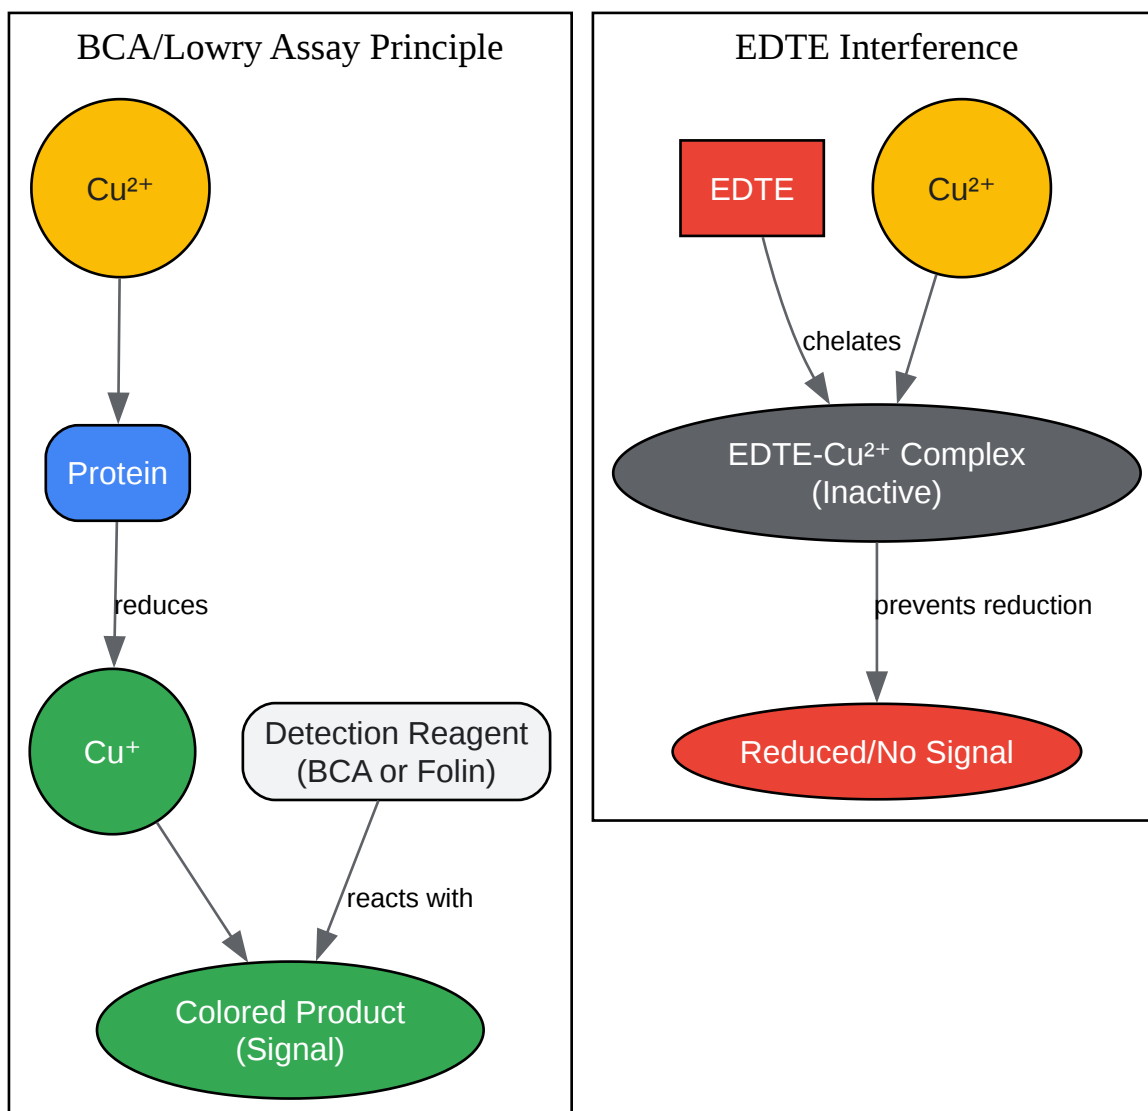 BCA/Lowry Assay Principle
Cu²⁺
Protein
reduces
Cu⁺
Detection Reagent
(BCA or Folin)
reacts with
Colored Product
(Signal)
EDTE Interference
EDTE
Cu²⁺
chelates
EDTE-Cu²⁺ Complex
(Inactive)
prevents reduction
Reduced/No Signal